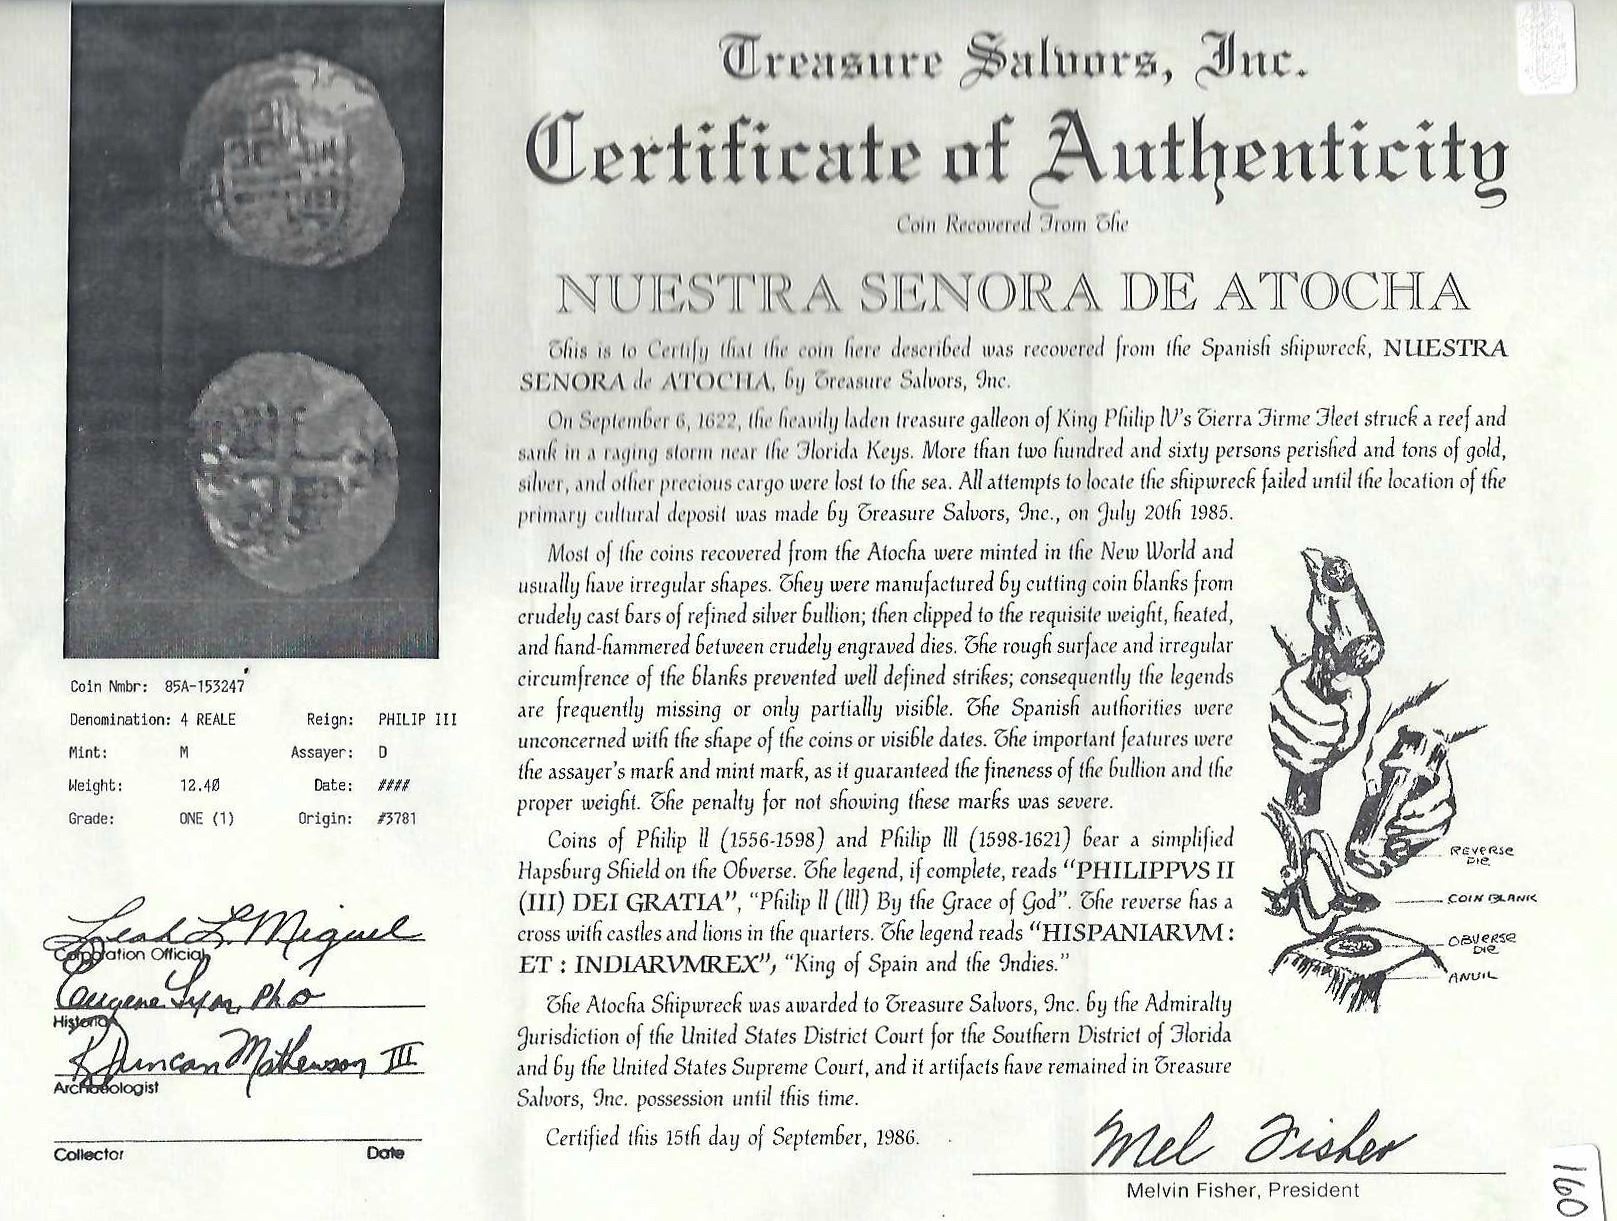 Treasure Salvors, Inc.
Certificate of Authenticity
Coin Recovered From The
NUESTRA SENORA DE ATOCHA
This is to Certify that the coin here described was recovered from the Spanish shipwreck, NUESTRA
SENORA de ATOCHA, by Treasure Salvors, Inc.
On September 6, 1622, the heavily laden treasure galleon of King Philip IV's Tierra Firme Fleet struck a reef and
sank in a raging storm near the Florida Keys. More than two hundred and sixty persons perished and tons of gold,
silver, and other precious cargo were lost to the sea. All attempts to locate the shipwreck failed until the location of the
primary cultural deposit was made by Treasure Salvors, Inc., on July 20th 1985.
Most of the coins recovered from the Atocha were minted in the New World and
usually have irregular shapes. They were manufactured by cutting coin blanks from
crudely cast bars of refined silver bullion; then clipped to the requisite weight, heated,
and hand-hammered between crudely engraved dies. The rough surface and irregular
circumfrence of the blanks prevented well defined strikes; consequently the legends
are frequently missing or only partially visible. The Spanish authorities were
unconcerned with the shape of the coins or visible dates. The important features were
the assayer's mark and mint mark, as it guaranteed the fineness of the bullion and the
proper weight. The penalty for not showing these marks was severe.
Coins of Philip II (1556-1598) and Philip III (1598-1621) bear a simplified
Hapsburg Shield on the Obverse. The legend, if complete, reads "PHILIPPVS II
(III) DEI GRATIA", "Philip II (III) By the Grace of God". The reverse has a
cross with castles and lions in the quarters. The legend reads "HISPANIARVM :
ET : INDIARVMREX", "King of Spain and the Indies."
The Atocha Shipwreck was awarded to Treasure Salvors, Inc. by the Admiralty
Jurisdiction of the United States District Court for the Southern District of Florida
and by the United States Supreme Court, and it artifacts have remained in Treasure
Salvors, Inc. possession until this time.
Certified this 15th day of September, 1986.
REVERSE
DIE
COIN BLANK
OBVERSE
DIE
ANVIL
Mel Fisher
Melvin Fisher, President
160
Coin Nmbr: 85A-153247
Denomination: 4 REALE Reign: PHILIP III
Mint: M Assayer: D
Weight: 12.40 Date: ####
Grade: ONE (1) Origin: #3781
Leah L. Miguel
Corporation Official
Eugene Lyon, Ph.D
Historian
R Duncan Mathewson III
Archaeologist
Collector Date